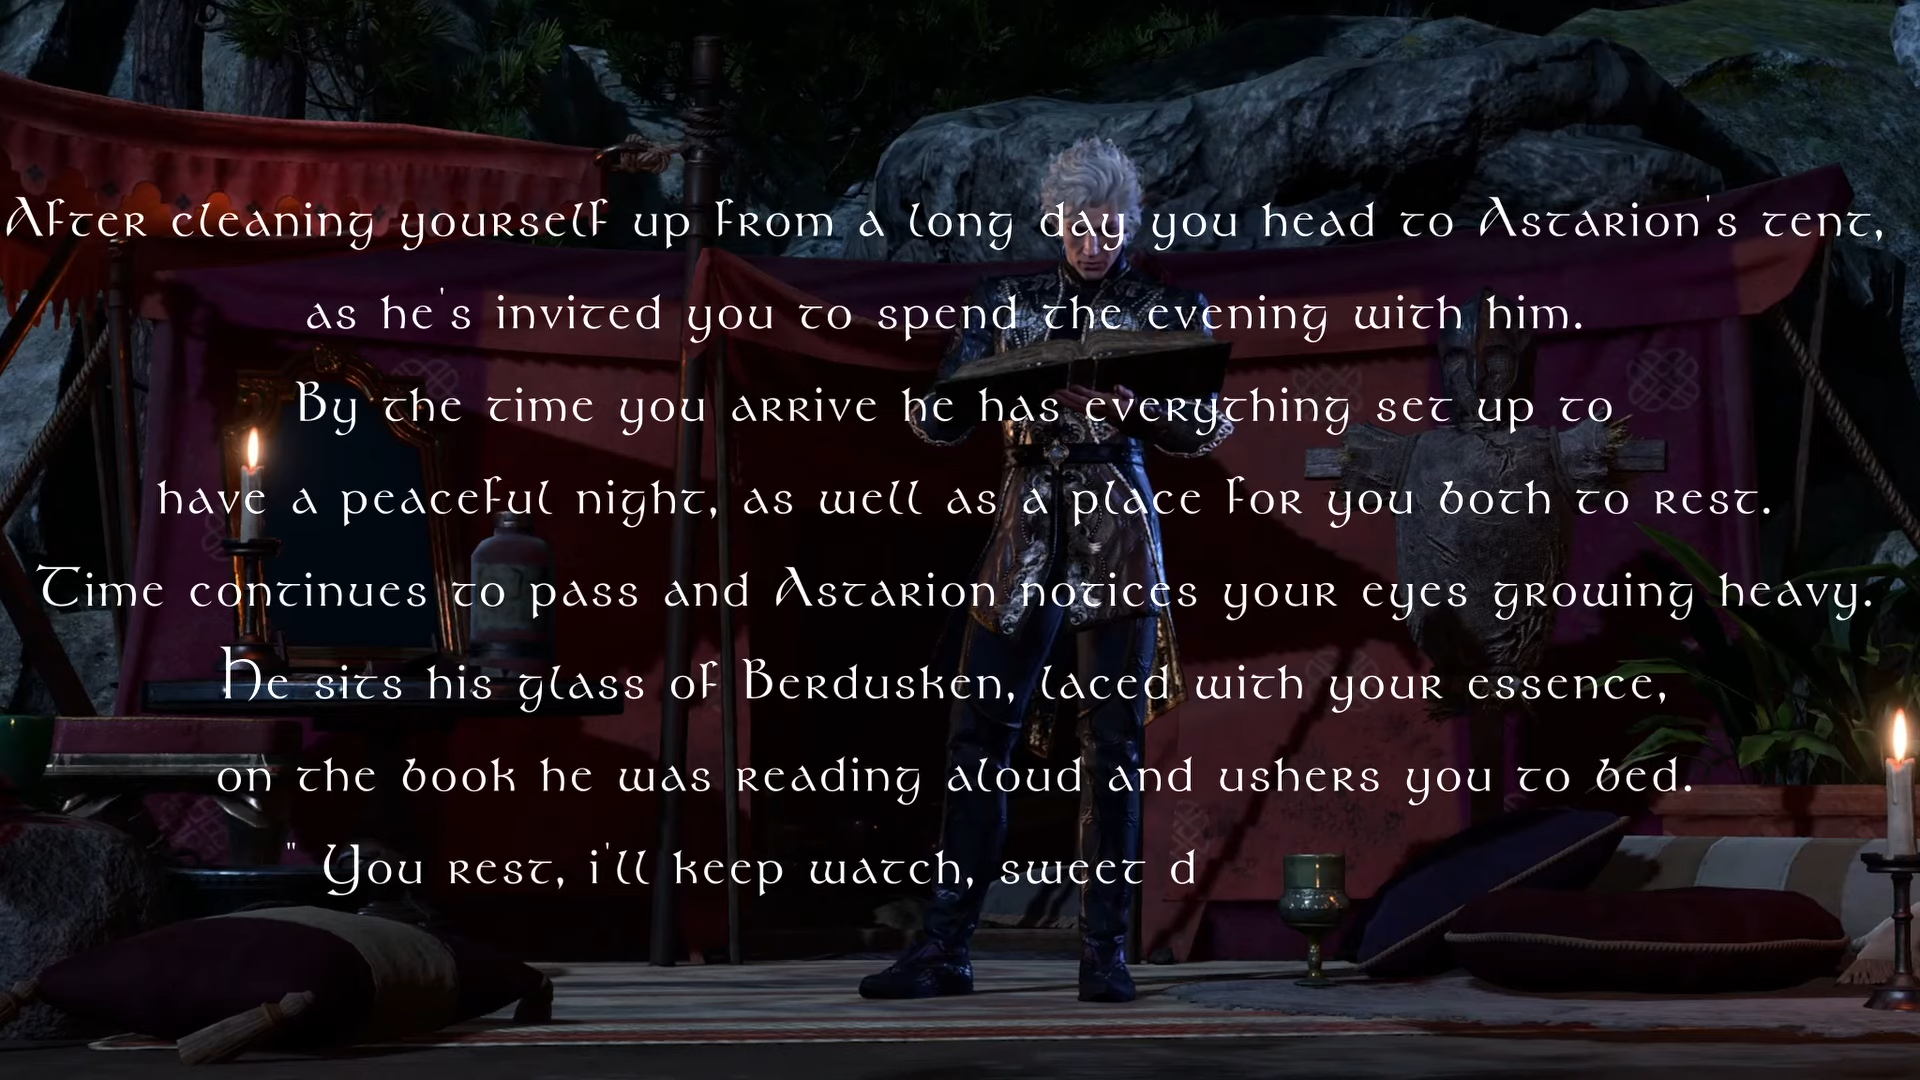 After cleaning yourself up from a long day you head to Astarion's tent,
as he's invited you to spend the evening with him.
By the time you arrive he has everything set up to
have a peaceful night, as well as a place for you both to rest.
Time continues to pass and Astarion notices your eyes growing heavy.
He sits his glass of Berdusken, laced with your essence,
on the book he was reading aloud and ushers you to bed.
" You rest, i'll keep watch, sweet d